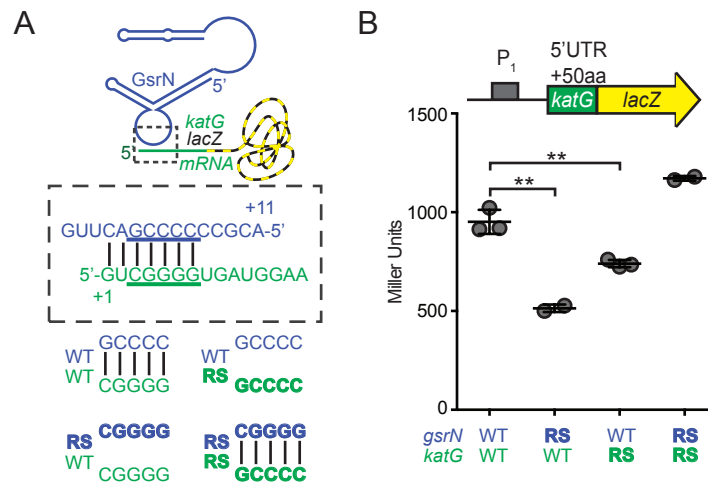 A
GsrN
5'
katG
lacZ
mRNA
5'
+11
GUUCAGCCCCCCGCA-5'
5'-GUCGGGGUGAUGGAA
+1
WT GCCCC
WT CGGGG
WT GCCCC
RS GCCCC
RS CGGGG
WT CGGGG
RS CGGGG
RS GCCCC
B
P1
5'UTR
+50aa
katG lacZ
1500
1000
500
0
Miller Units
**
**
gsrN WT RS WT RS
katG WT WT RS RS